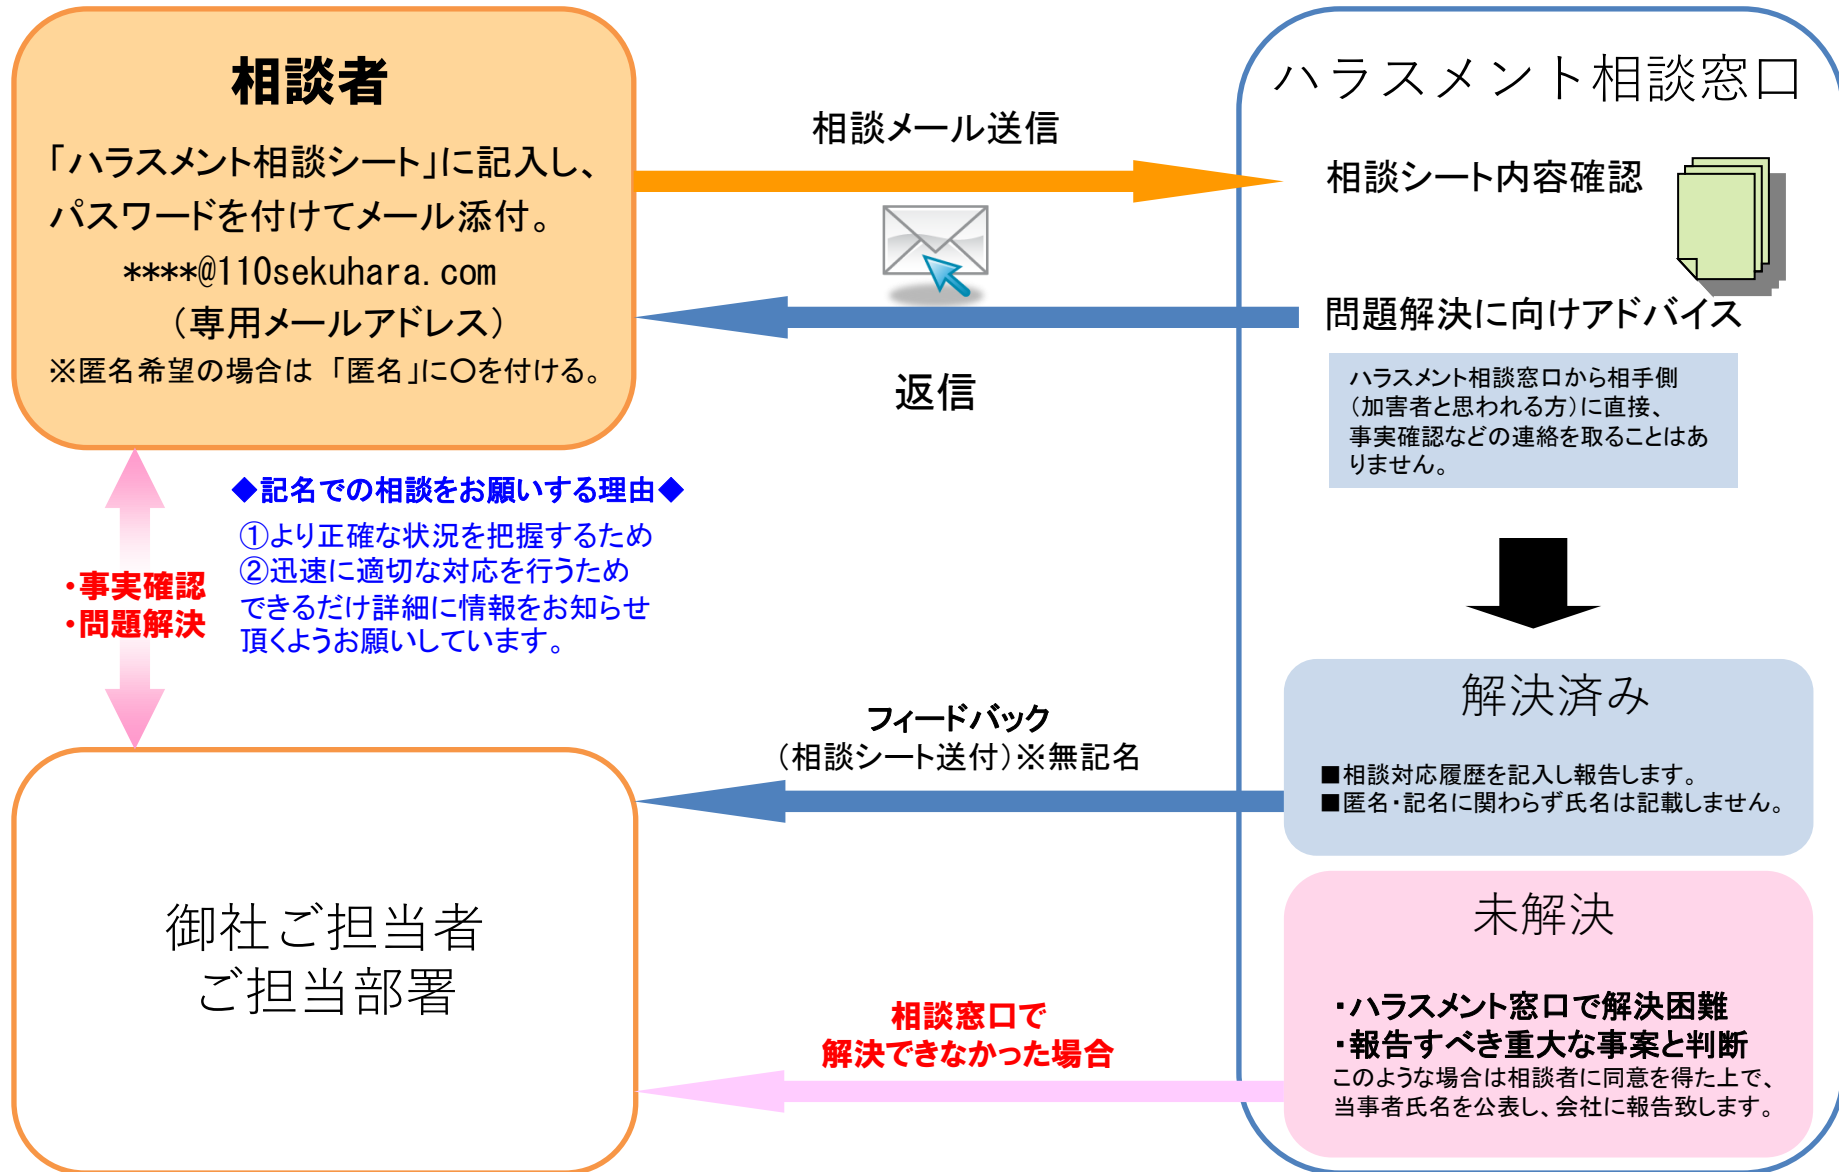 相談者
「ハラスメント相談シート」に記入し、
パスワードを付けてメール添付。
****@110sekuhara.com
（専用メールアドレス）
※匿名希望の場合は 「匿名」に〇を付ける。
相談メール送信
返信
ハラスメント相談窓口
相談シート内容確認
問題解決に向けアドバイス
ハラスメント相談窓口から相手側
（加害者と思われる方）に直接、
事実確認などの連絡を取ることはあ
りません。
・事実確認
・問題解決
◆記名での相談をお願いする理由◆
①より正確な状況を把握するため
②迅速に適切な対応を行うため
できるだけ詳細に情報をお知らせ
頂くようお願いしています。
フィードバック
（相談シート送付）※無記名
解決済み
■相談対応履歴を記入し報告します。
■匿名・記名に関わらず氏名は記載しません。
御社ご担当者
ご担当部署
相談窓口で
解決できなかった場合
未解決
・ハラスメント窓口で解決困難
・報告すべき重大な事案と判断
このような場合は相談者に同意を得た上で、
当事者氏名を公表し、会社に報告致します。